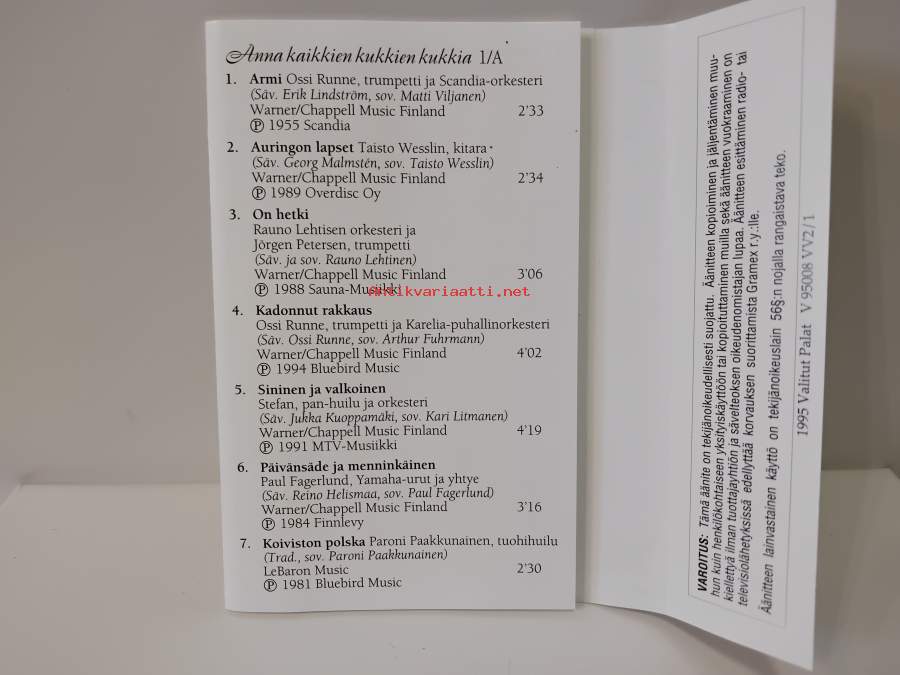 Anna kaikkien kukkien kukkia 1/A
1. Armi Ossi Runne, trumpetti ja Scandia-orkesteri
(Säv. Erik Lindström, sov. Matti Viljanen)
Warner/Chappell Music Finland 2'33
Ⓟ 1955 Scandia
2. Auringon lapset Taisto Wesslin, kitara
(Säv. Georg Malmstén, sov. Taisto Wesslin)
Warner/Chappell Music Finland 2'34
Ⓟ 1989 Overdisc Oy
3. On hetki
Rauno Lehtisen orkesteri ja
Jörgen Petersen, trumpetti
(Säv. ja sov. Rauno Lehtinen)
Warner/Chappell Music Finland 3'06
Ⓟ 1988 Sauna-Musiikki
antikvariaatti.net
4. Kadonnut rakkaus
Ossi Runne, trumpetti ja Karelia-puhallinorkesteri
(Säv. Ossi Runne, sov. Arthur Fuhrmann)
Warner/Chappell Music Finland 4'02
Ⓟ 1994 Bluebird Music
5. Sininen ja valkoinen
Stefan, pan-huilu ja orkesteri
(Säv. Jukka Kuoppamäki, sov. Kari Litmanen)
Warner/Chappell Music Finland 4'19
Ⓟ 1991 MTV-Musiikki
6. Päivänsäde ja menninkäinen
Paul Fagerlund, Yamaha-urut ja yhtye
(Säv. Reino Helismaa, sov. Paul Fagerlund)
Warner/Chappell Music Finland 3'16
Ⓟ 1984 Finnlevy
7. Koiviston polska Paroni Paakkunainen, tuohihuilu
(Trad., sov. Paroni Paakkunainen)
LeBaron Music 2'30
Ⓟ 1981 Bluebird Music
VAROITUS: Tämä äänite on tekijänoikeudellisesti suojattu. Äänitteen kopioiminen ja jäljentäminen muu-
hun kuin henkilökohtaiseen yksityiskäyttöön tai kopioituttaminen muilla sekä äänitteen vuokraaminen on
kiellettyä ilman tuottajayhtiön ja sävelteoksen oikeudenomistajan lupaa. Äänitteen esittäminen radio- tai
televisiolähetyksissä edellyttää korvauksen suorittamista Gramex r.y.:lle.
Äänitteen lainvastainen käyttö on tekijänoikeuslain 56§:n nojalla rangaistava teko.
1995 Valitut Palat V 95008 VV2/1